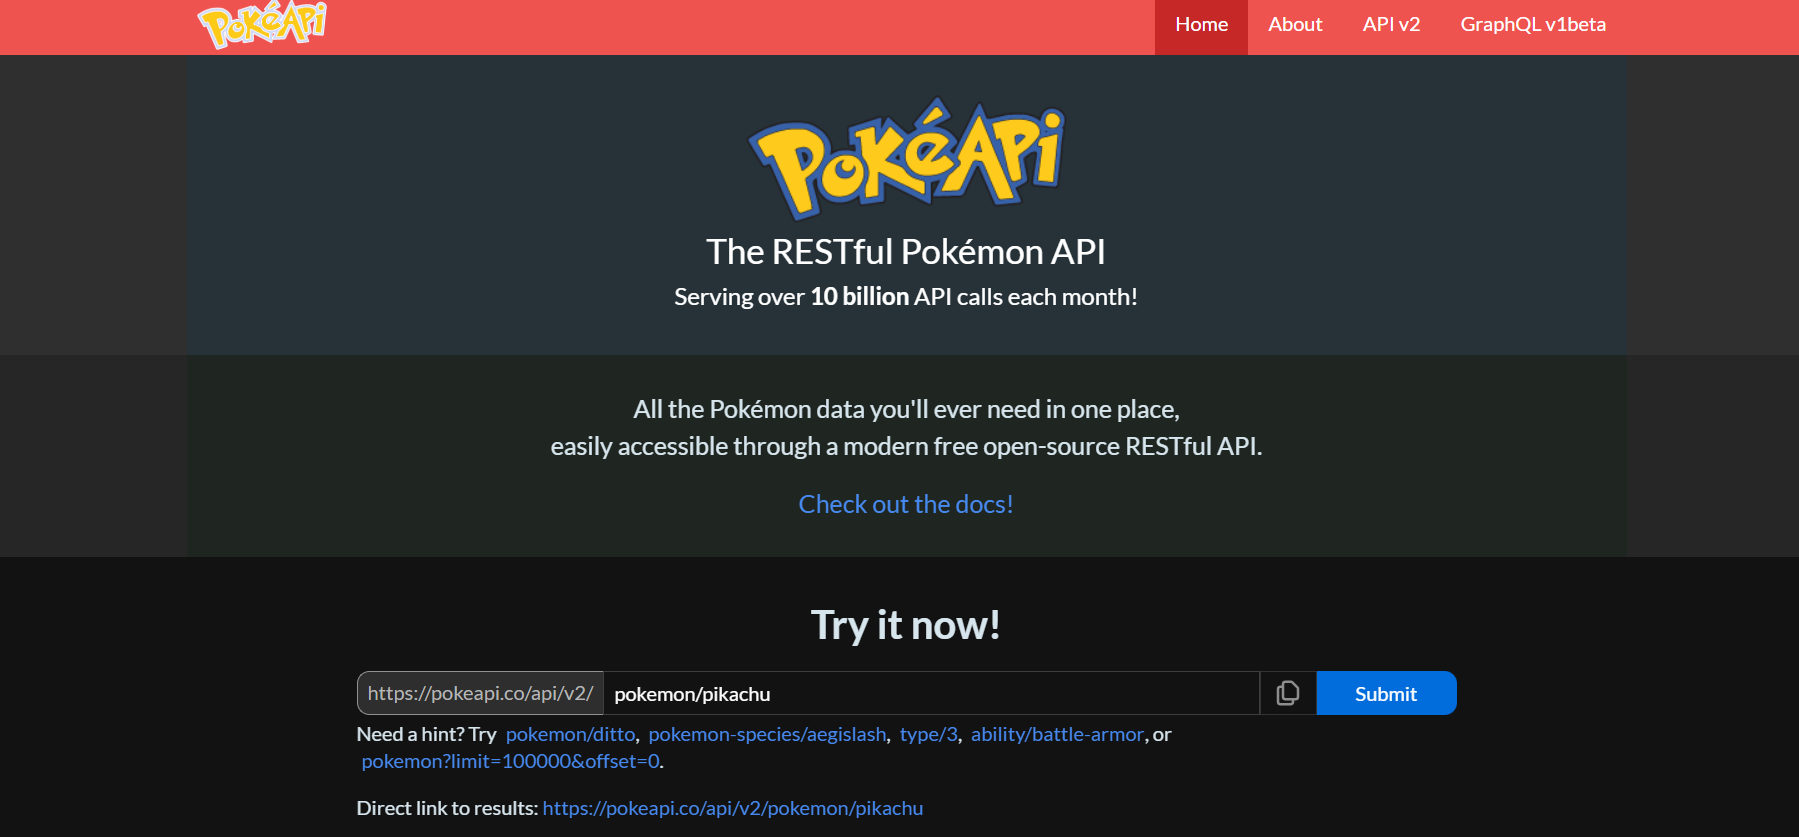 PokéAPi
Home About API v2 GraphQL v1beta
PokéAPi
The RESTful Pokémon API
Serving over 10 billion API calls each month!
All the Pokémon data you'll ever need in one place,
easily accessible through a modern free open-source RESTful API.
Check out the docs!
Try it now!
https://pokeapi.co/api/v2/ pokemon/pikachu Submit
Need a hint? Try pokemon/ditto, pokemon-species/aegislash, type/3, ability/battle-armor, or
pokemon?limit=100000&offset=0.
Direct link to results: https://pokeapi.co/api/v2/pokemon/pikachu